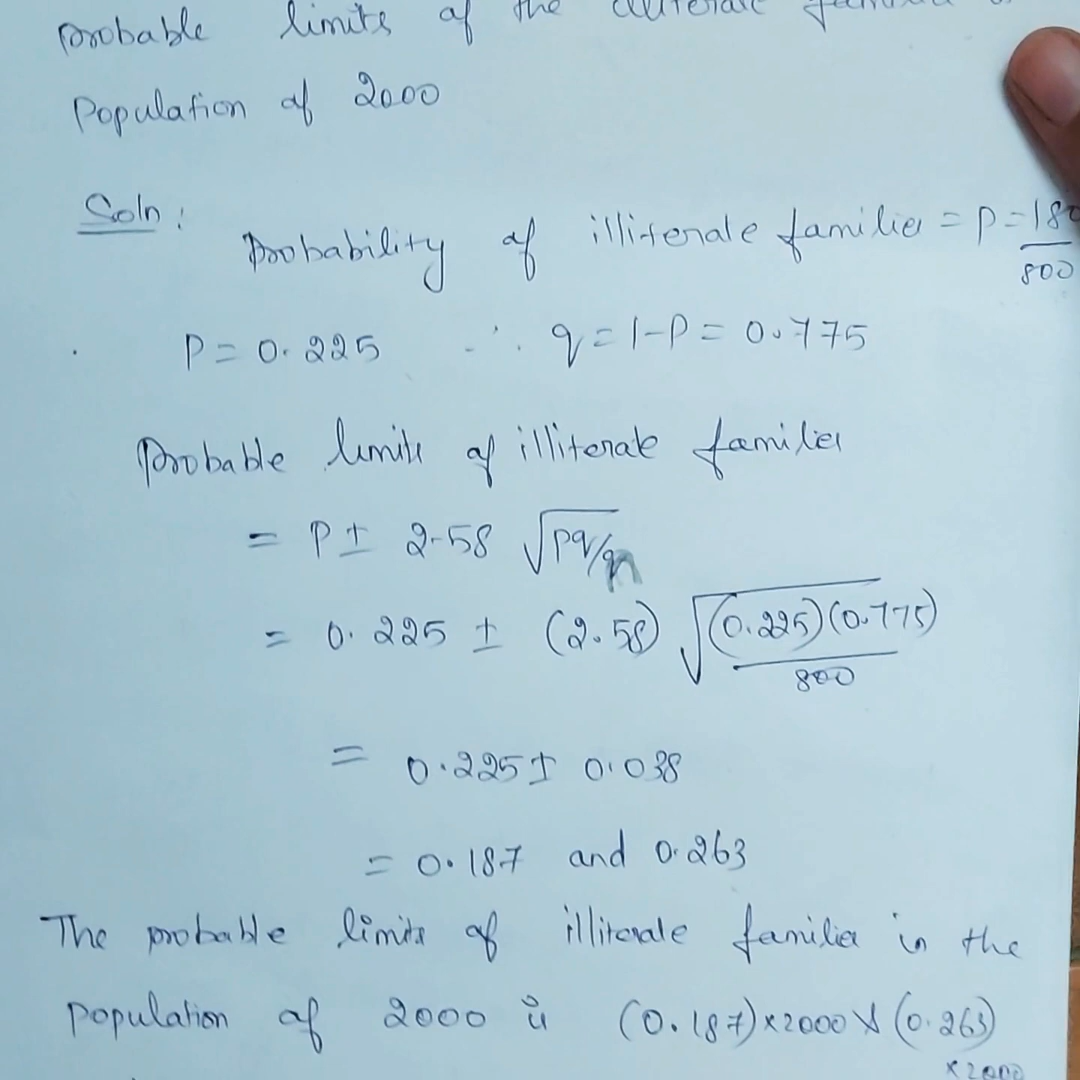 probable limits of the
Population of 2000
Soln:
Probability of illiterate families = P = 180/800
P = 0.225 ∴ q = 1-P = 0.775
Probable limits of illiterate families
= P ± 2.58 √pq/n
= 0.225 ± (2.58) √(0.225)(0.775)/800
= 0.225 ± 0.038
= 0.187 and 0.263
The probable limits of illiterate families in the
population of 2000 is (0.187)×2000 & (0.263)
×2000